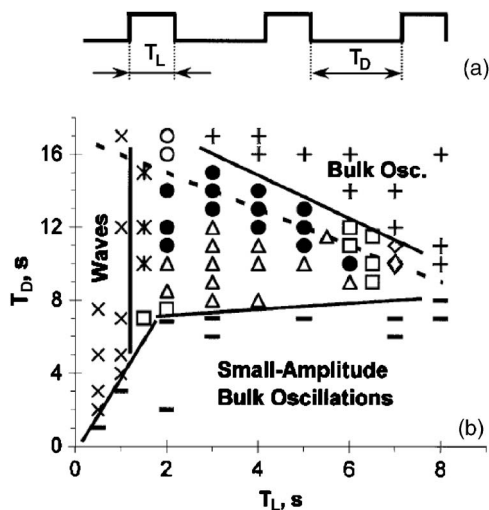 (a)
T_L
T_D
(b)
T_D, s
16
12
8
4
0
Waves
Bulk Osc.
Small-Amplitude
Bulk Oscillations
0 2 4 6 8
T_L, s